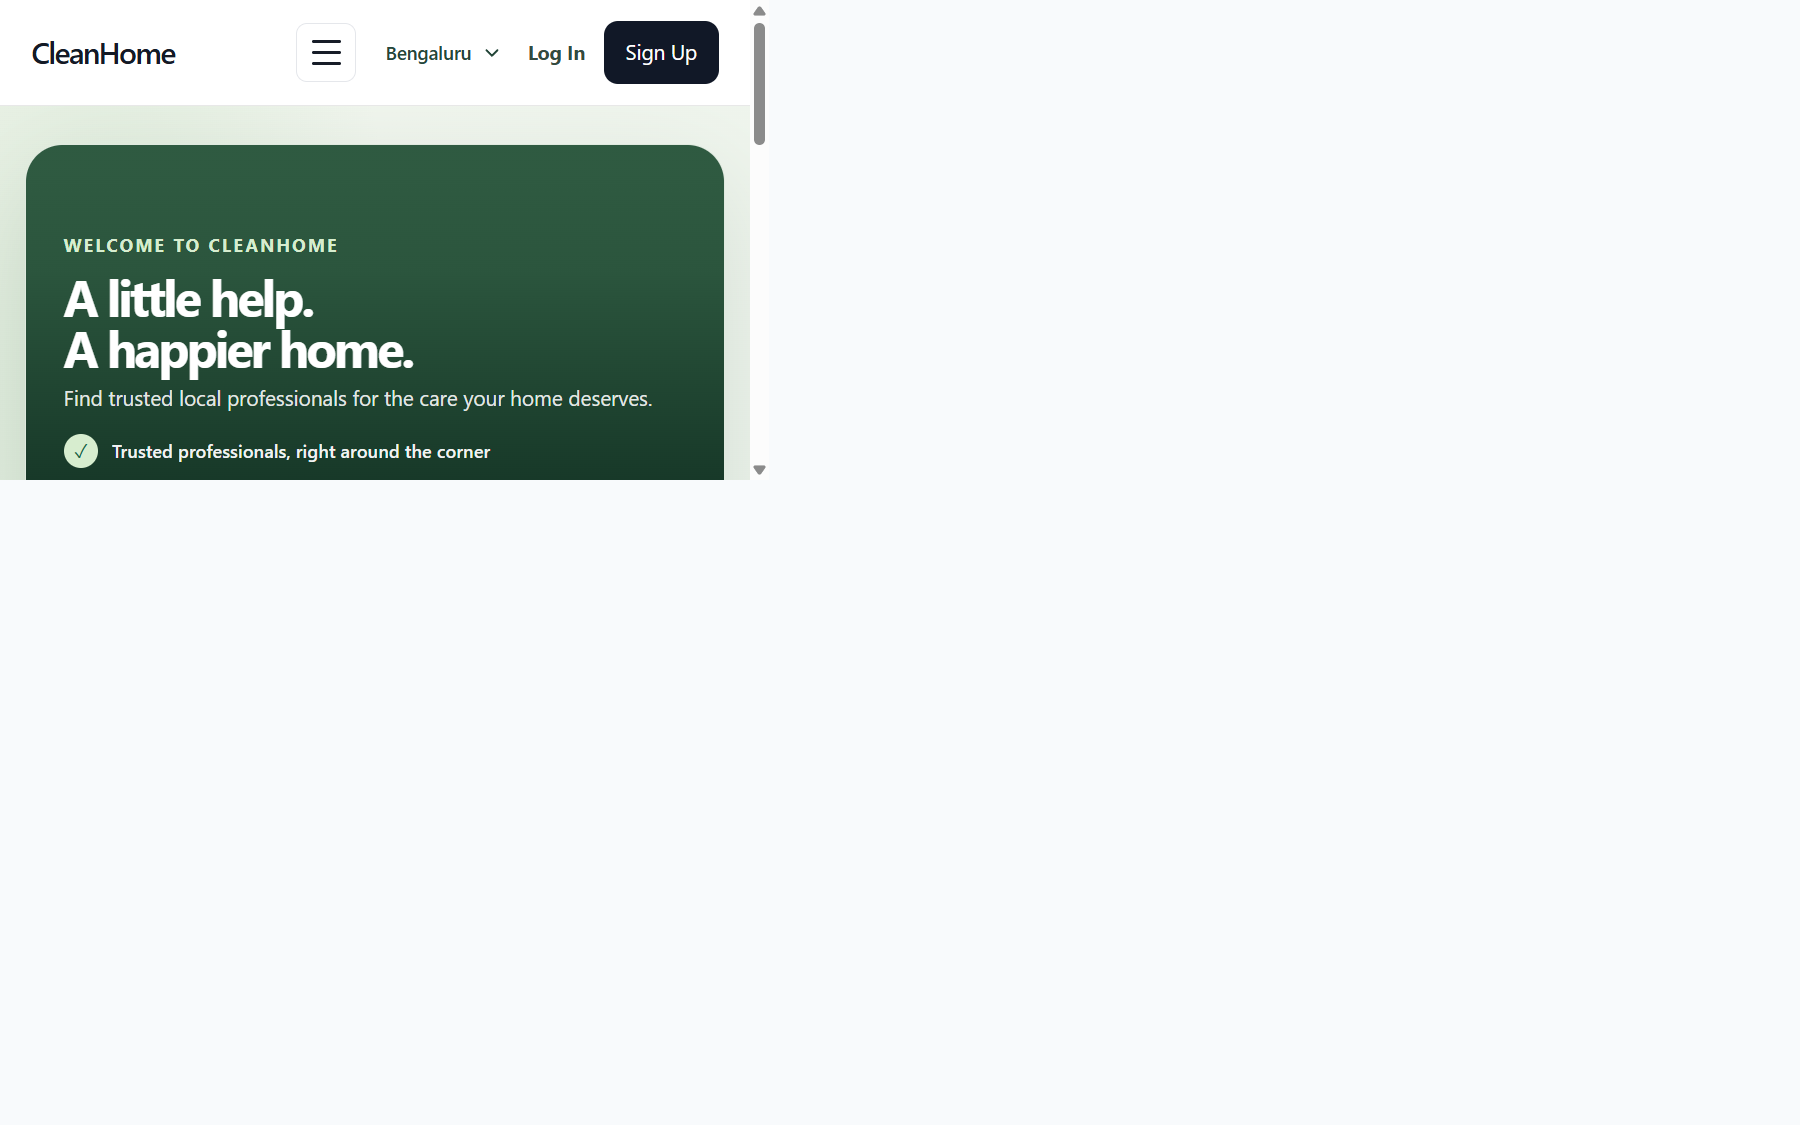 CleanHome
Bengaluru
Log In
Sign Up
WELCOME TO CLEANHOME
A little help.
A happier home.
Find trusted local professionals for the care your home deserves.
✓ Trusted professionals, right around the corner